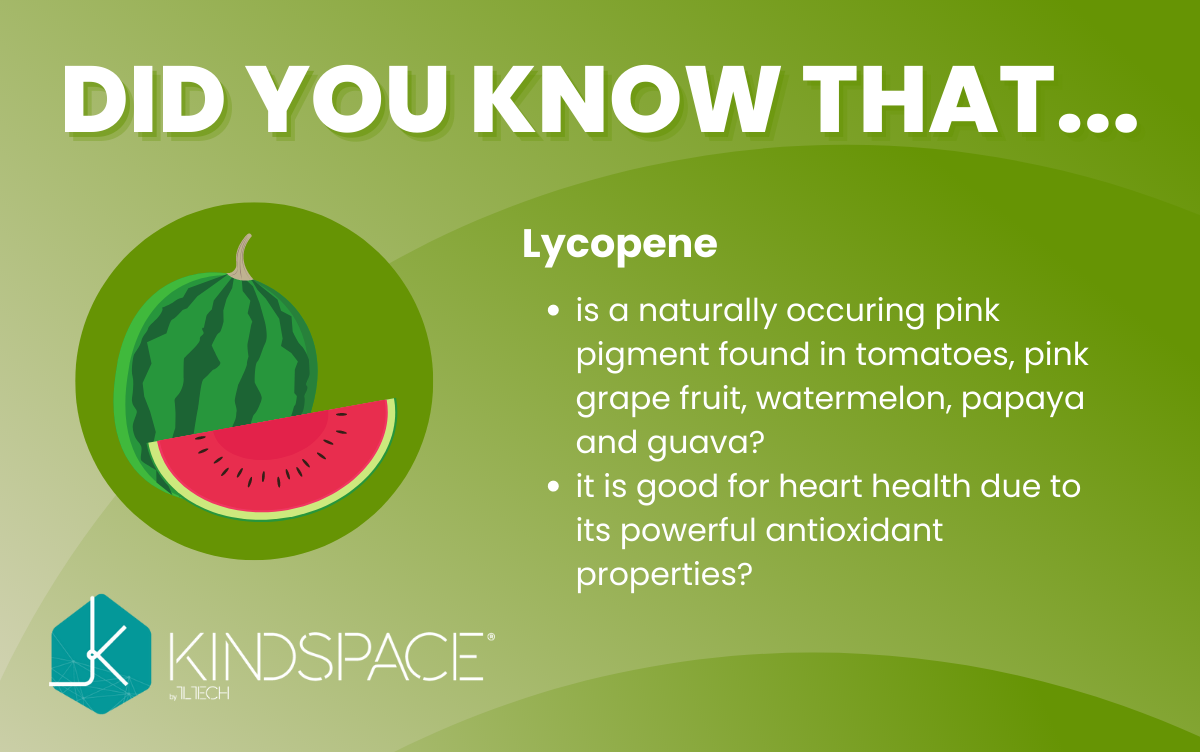 DID YOU KNOW THAT...
Lycopene
• is a naturally occuring pink
pigment found in tomatoes, pink
grape fruit, watermelon, papaya
and guava?
• it is good for heart health due to
its powerful antioxidant
properties?
KINDSPACE®
by 1LTECH